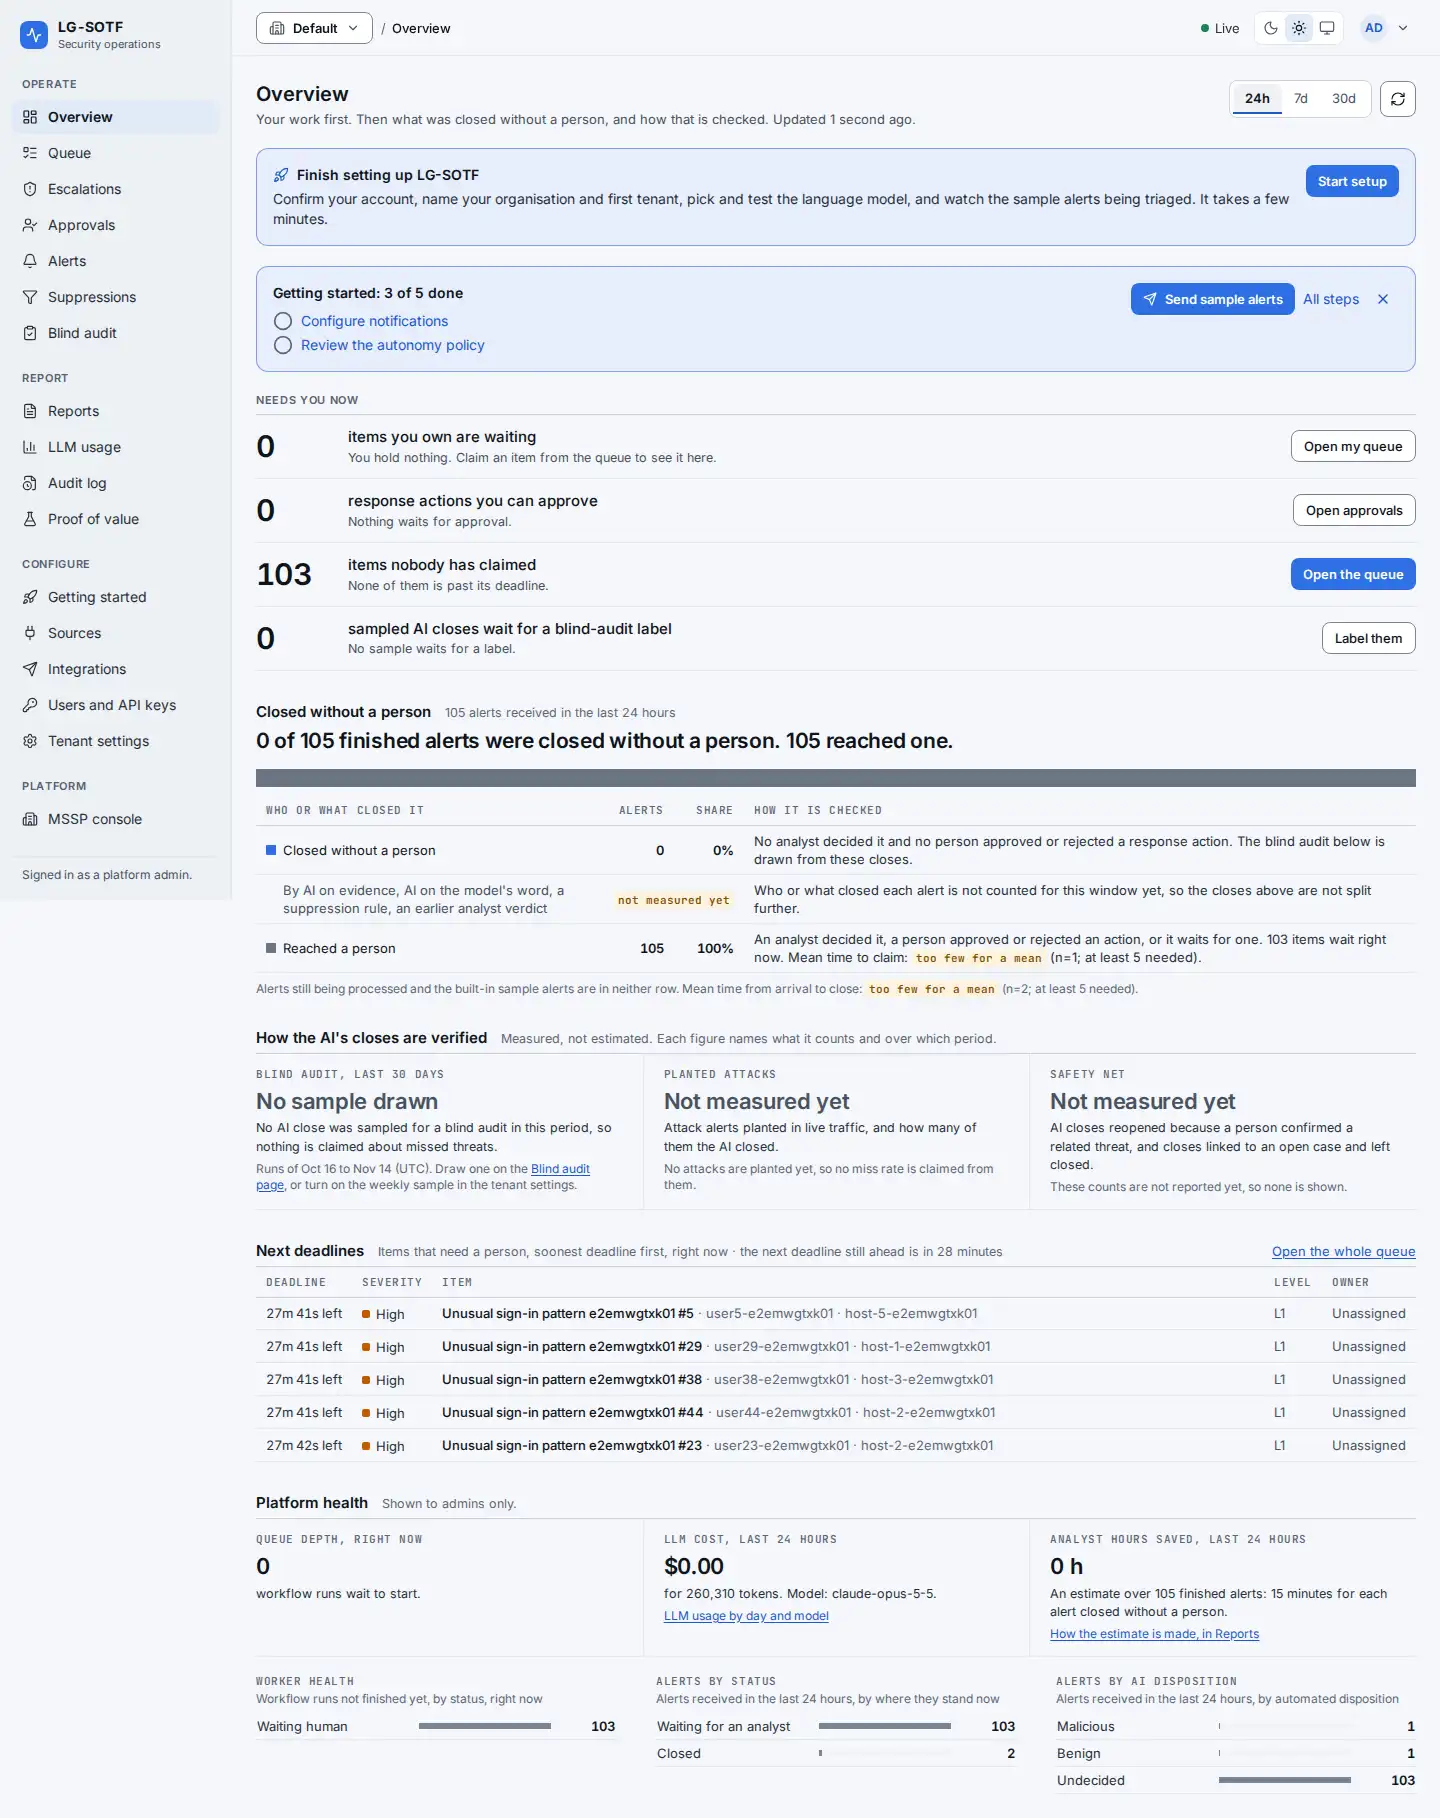 LG-SOTF
Security operations
OPERATE
Overview
Queue
Escalations
Approvals
Alerts
Suppressions
Blind audit
REPORT
Reports
LLM usage
Audit log
Proof of value
CONFIGURE
Getting started
Sources
Integrations
Users and API keys
Tenant settings
PLATFORM
MSSP console
Signed in as a platform admin.
Default / Overview
Live
AD
Overview
Your work first. Then what was closed without a person, and how that is checked. Updated 1 second ago.
24h 7d 30d
Finish setting up LG-SOTF
Confirm your account, name your organisation and first tenant, pick and test the language model, and watch the sample alerts being triaged. It takes a few
minutes.
Start setup
Getting started: 3 of 5 done
Configure notifications
Review the autonomy policy
Send sample alerts All steps
NEEDS YOU NOW
0 items you own are waiting
You hold nothing. Claim an item from the queue to see it here.
Open my queue
0 response actions you can approve
Nothing waits for approval.
Open approvals
103 items nobody has claimed
None of them is past its deadline.
Open the queue
0 sampled AI closes wait for a blind-audit label
No sample waits for a label.
Label them
Closed without a person 105 alerts received in the last 24 hours
0 of 105 finished alerts were closed without a person. 105 reached one.
WHO OR WHAT CLOSED IT ALERTS SHARE HOW IT IS CHECKED
Closed without a person 0 0% No analyst decided it and no person approved or rejected a response action. The blind audit below is
drawn from these closes.
By AI on evidence, AI on the model's word, a
suppression rule, an earlier analyst verdict
not measured yet
Who or what closed each alert is not counted for this window yet, so the closes above are not split
further.
Reached a person 105 100% An analyst decided it, a person approved or rejected an action, or it waits for one. 103 items wait right
now. Mean time to claim: too few for a mean (n=1; at least 5 needed).
Alerts still being processed and the built-in sample alerts are in neither row. Mean time from arrival to close: too few for a mean (n=2; at least 5 needed).
How the AI's closes are verified Measured, not estimated. Each figure names what it counts and over which period.
BLIND AUDIT, LAST 30 DAYS
No sample drawn
No AI close was sampled for a blind audit in this period, so
nothing is claimed about missed threats.
Runs of Oct 16 to Nov 14 (UTC). Draw one on the Blind audit
page, or turn on the weekly sample in the tenant settings.
PLANTED ATTACKS
Not measured yet
Attack alerts planted in live traffic, and how many of
them the AI closed.
No attacks are planted yet, so no miss rate is claimed from
them.
SAFETY NET
Not measured yet
AI closes reopened because a person confirmed a
related threat, and closes linked to an open case and left
closed.
These counts are not reported yet, so none is shown.
Next deadlines Items that need a person, soonest deadline first, right now · the next deadline still ahead is in 28 minutes
Open the whole queue
DEADLINE SEVERITY ITEM LEVEL OWNER
27m 41s left High Unusual sign-in pattern e2emwgtxk01 #5 · user5-e2emwgtxk01 · host-5-e2emwgtxk01 L1 Unassigned
27m 41s left High Unusual sign-in pattern e2emwgtxk01 #29 · user29-e2emwgtxk01 · host-1-e2emwgtxk01 L1 Unassigned
27m 41s left High Unusual sign-in pattern e2emwgtxk01 #38 · user38-e2emwgtxk01 · host-3-e2emwgtxk01 L1 Unassigned
27m 41s left High Unusual sign-in pattern e2emwgtxk01 #44 · user44-e2emwgtxk01 · host-2-e2emwgtxk01 L1 Unassigned
27m 42s left High Unusual sign-in pattern e2emwgtxk01 #23 · user23-e2emwgtxk01 · host-2-e2emwgtxk01 L1 Unassigned
Platform health Shown to admins only.
QUEUE DEPTH, RIGHT NOW
0
workflow runs wait to start.
LLM COST, LAST 24 HOURS
$0.00
for 260,310 tokens. Model: claude-opus-5-5.
LLM usage by day and model
ANALYST HOURS SAVED, LAST 24 HOURS
0 h
An estimate over 105 finished alerts: 15 minutes for each
alert closed without a person.
How the estimate is made, in Reports
WORKER HEALTH
Workflow runs not finished yet, by status, right now
Waiting human 103
ALERTS BY STATUS
Alerts received in the last 24 hours, by where they stand now
Waiting for an analyst 103
Closed 2
ALERTS BY AI DISPOSITION
Alerts received in the last 24 hours, by automated disposition
Malicious 1
Benign 1
Undecided 103